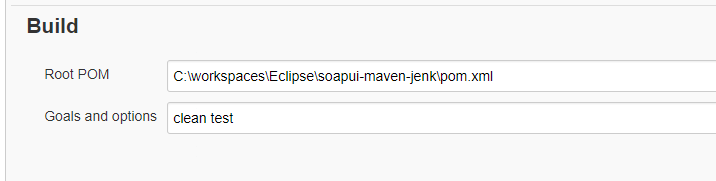 Build
Root POM C:\workspaces\Eclipse\soapui-maven-jenk\pom.xml
Goals and options clean test